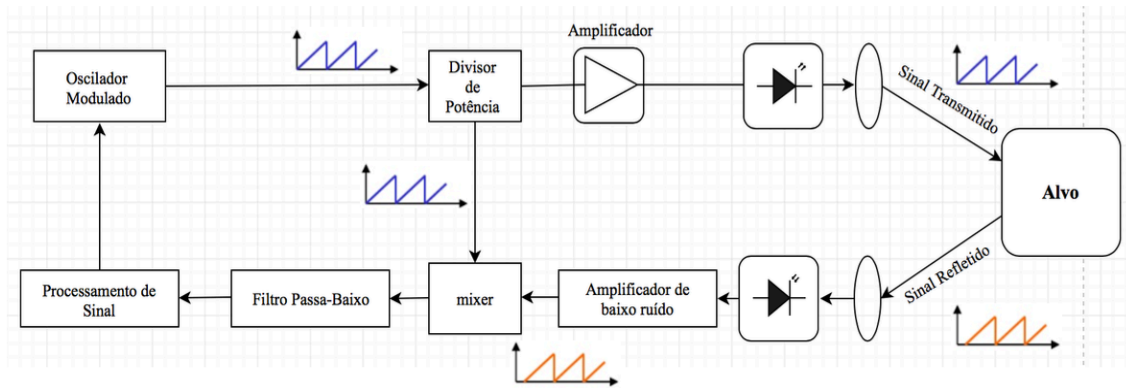 Amplificador
Oscilador
Modulado
Divisor
de
Potência
Sinal Transmitido
Alvo
Sinal Refletido
Processamento de
Sinal
Filtro Passa-Baixo
mixer
Amplificador de
baixo ruído